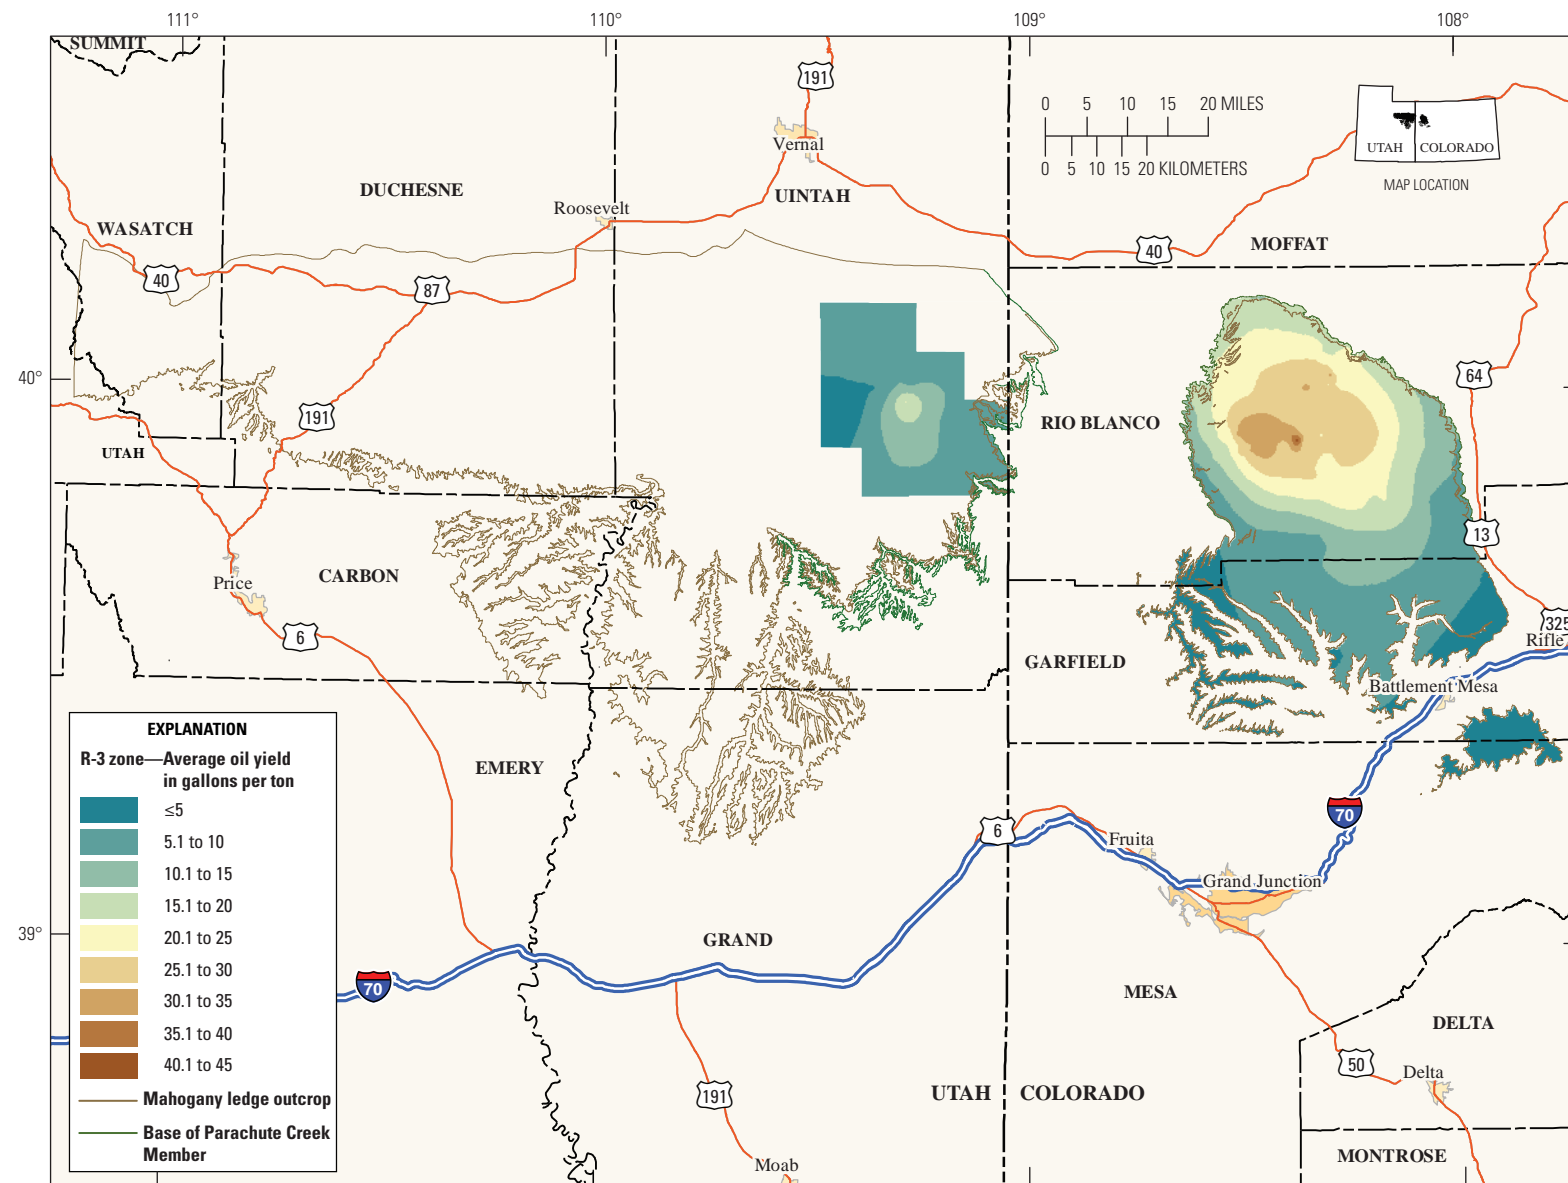 111°
110°
109°
108°
SUMMIT
191
0 5 10 15 20 MILES
0 5 10 15 20 KILOMETERS
Vernal
UTAH COLORADO
MAP LOCATION
DUCHESNE
UINTAH
Roosevelt
WASATCH
MOFFAT
40
40
87
40°
64
191
RIO BLANCO
UTAH
13
CARBON
Price
6
325
Rifle
GARFIELD
Battlement Mesa
EXPLANATION
R-3 zone—Average oil yield
in gallons per ton
≤5
5.1 to 10
10.1 to 15
15.1 to 20
20.1 to 25
25.1 to 30
30.1 to 35
35.1 to 40
40.1 to 45
Mahogany ledge outcrop
Base of Parachute Creek
Member
EMERY
70
6
Fruita
Grand Junction
39°
GRAND
70
MESA
DELTA
50
Delta
191
UTAH
COLORADO
Moab
MONTROSE